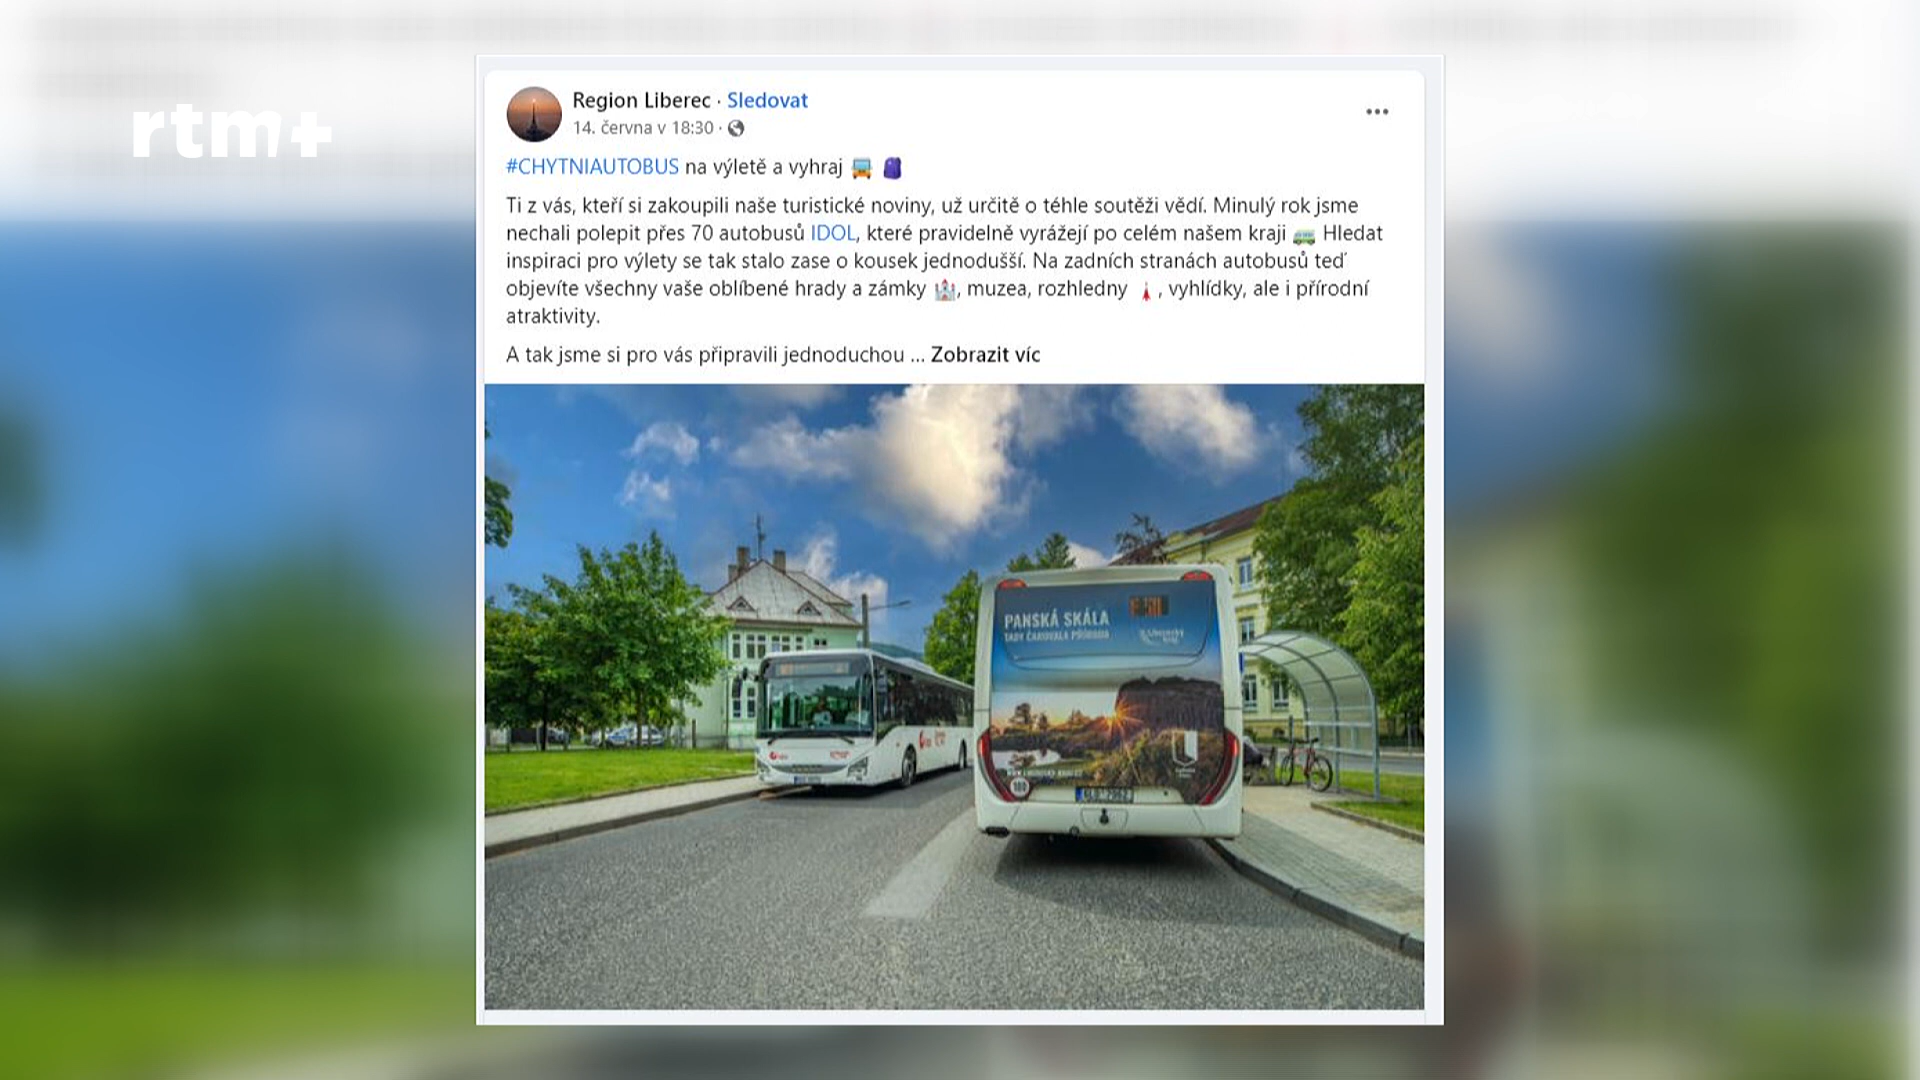 rtm+
Region Liberec · Sledovat
14. června v 18:30 ·
#CHYTNIAUTOBUS na výletě a vyhraj
Ti z vás, kteří si zakoupili naše turistické noviny, už určitě o téhle soutěži vědí. Minulý rok jsme
nechali polepit přes 70 autobusů IDOL, které pravidelně vyrážejí po celém našem kraji Hledat
inspiraci pro výlety se tak stalo zase o kousek jednodušší. Na zadních stranách autobusů teď
objevíte všechny vaše oblíbené hrady a zámky , muzea, rozhledny , vyhlídky, ale i přírodní
atraktivity.
A tak jsme si pro vás připravili jednoduchou ... Zobrazit víc
PANSKÁ SKÁLA
TADY ČAROVALA PŘÍRODA
Liberecký
kraj
100